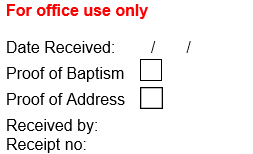 For office use only
Date Received: / /
Proof of Baptism
Proof of Address
Received by:
Receipt no: